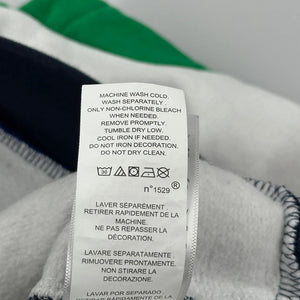 MACHINE WASH COLD.
WASH SEPARATELY
ONLY NON-CHLORINE BLEACH
WHEN NEEDED.
REMOVE PROMPTLY.
TUMBLE DRY LOW.
COOL IRON IF NEEDED.
DO NOT IRON DECORATION.
DO NOT DRY CLEAN.
30
n°1529®
LAVER SÉPARÉMENT
RETIRER RAPIDEMENT DE LA
MACHINE.
NE PAS REPASSER LA
DÉCORATION.
LAVARE SEPARATAMENTE.
RIMUOVERE PRONTAMENTE.
NON STIRARE LA
DECORAZIONE.
LAVAR POR SEPARADO